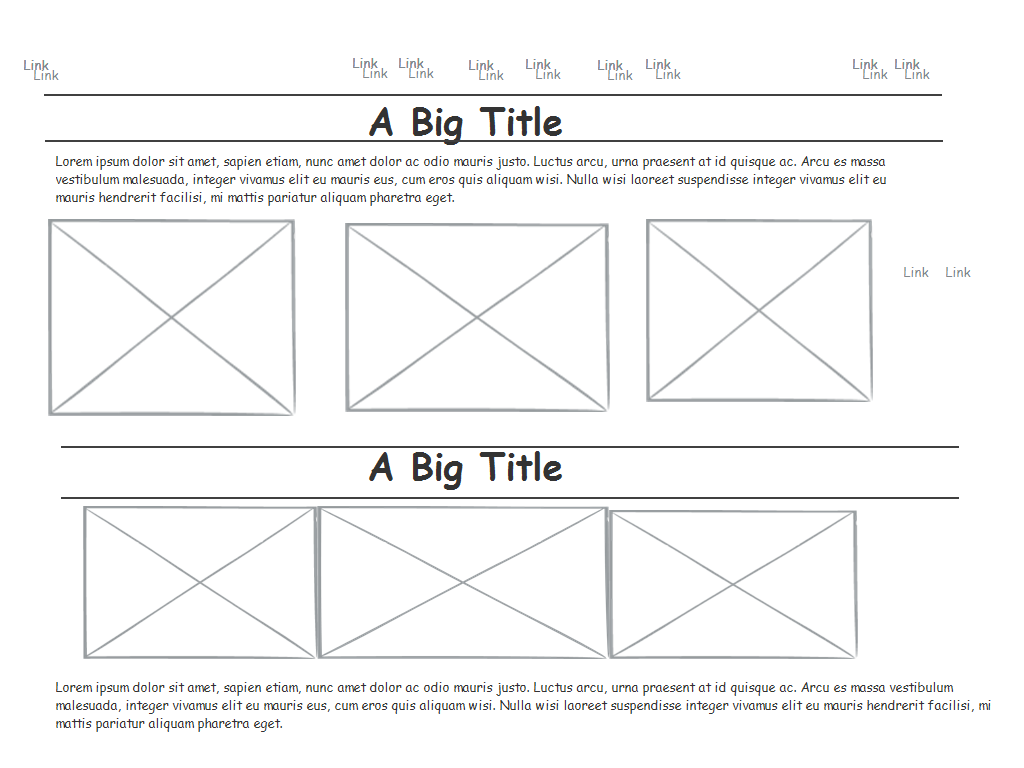 Link Link Link Link Link Link Link Link Link
Link Link Link Link Link Link Link Link Link
A Big Title
Lorem ipsum dolor sit amet, sapien etiam, nunc amet dolor ac odio mauris justo. Luctus arcu, urna praesent at id quisque ac. Arcu es massa
vestibulum malesuada, integer vivamus elit eu mauris eus, cum eros quis aliquam wisi. Nulla wisi laoreet suspendisse integer vivamus elit eu
mauris hendrerit facilisi, mi mattis pariatur aliquam pharetra eget.
Link Link
A Big Title
Lorem ipsum dolor sit amet, sapien etiam, nunc amet dolor ac odio mauris justo. Luctus arcu, urna praesent at id quisque ac. Arcu es massa vestibulum
malesuada, integer vivamus elit eu mauris eus, cum eros quis aliquam wisi. Nulla wisi laoreet suspendisse integer vivamus elit eu mauris hendrerit facilisi, mi
mattis pariatur aliquam pharetra eget.